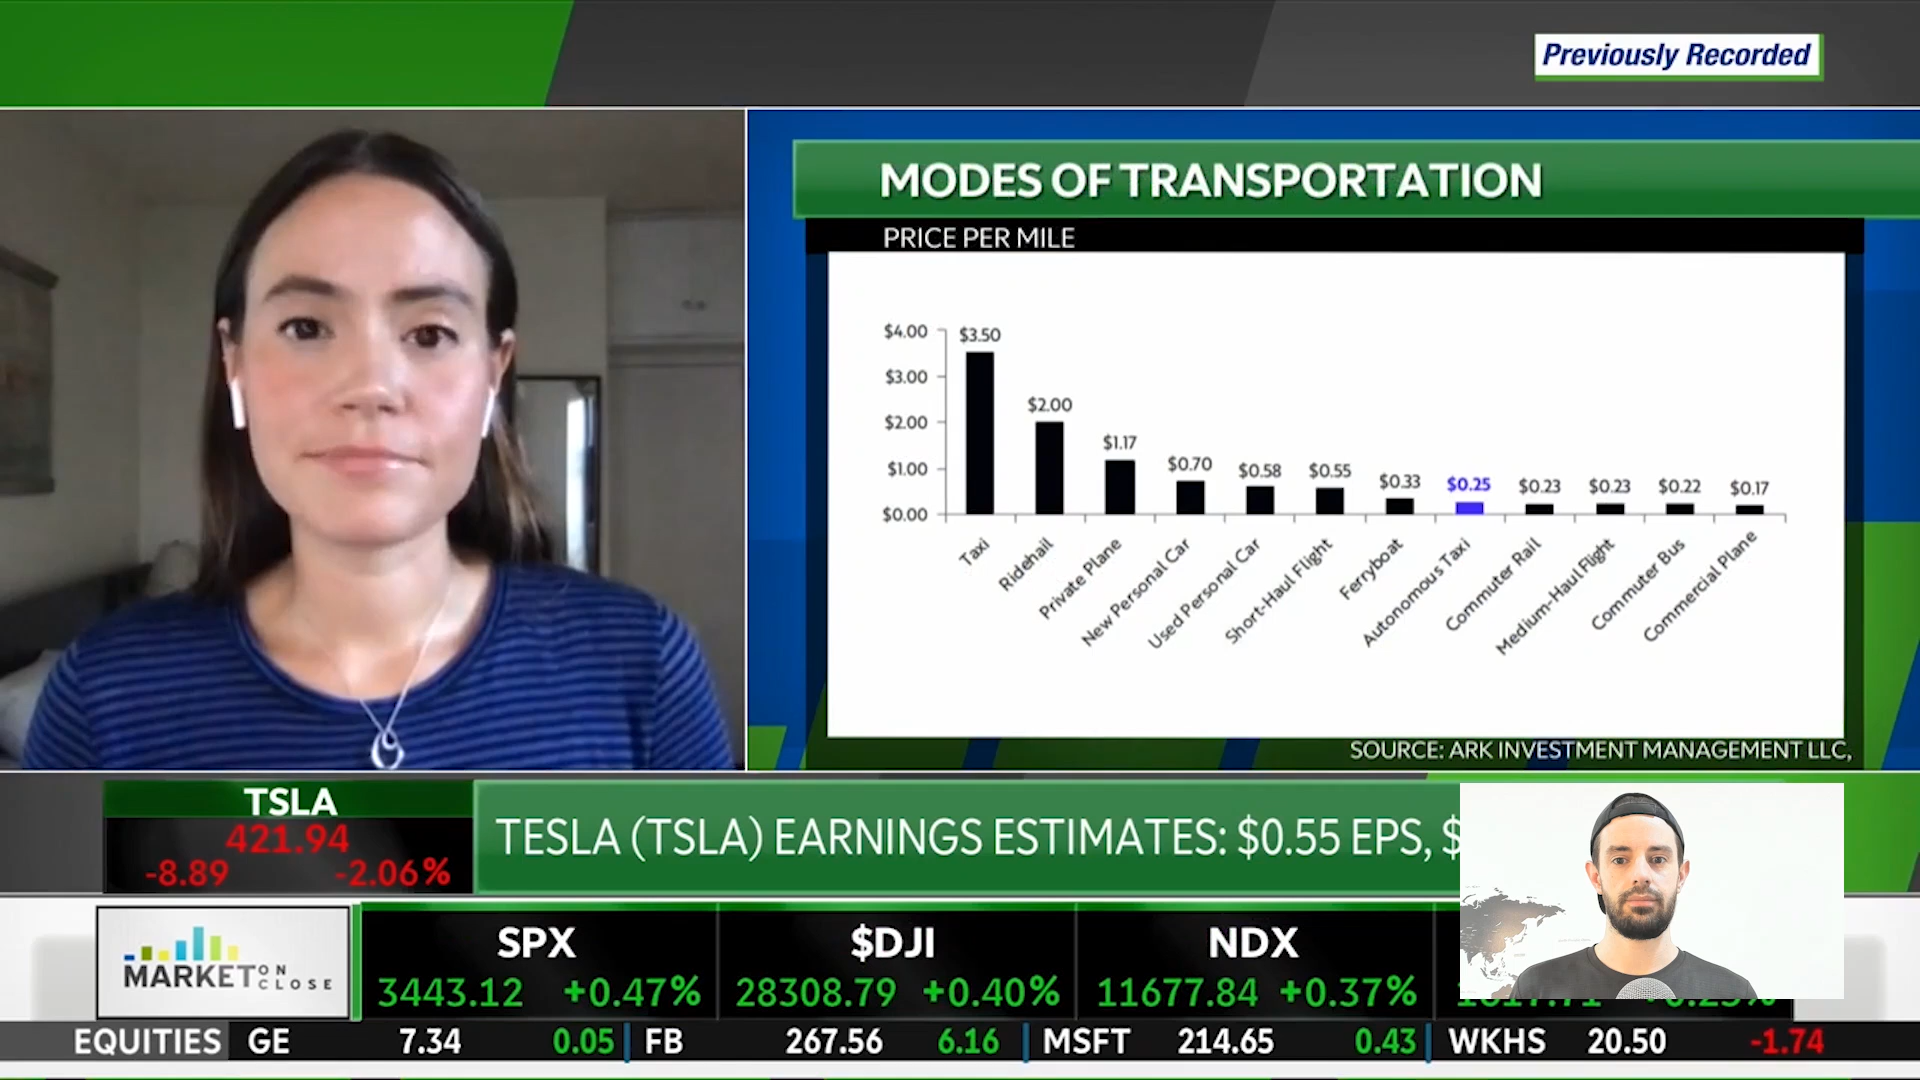 Previously Recorded
MODES OF TRANSPORTATION
PRICE PER MILE
$4.00
$3.00
$2.00
$1.00
$0.00
$3.50
$2.00
$1.17
$0.70
$0.58
$0.55
$0.33
$0.25
$0.23
$0.23
$0.22
$0.17
Taxi
Ridehail
Private Plane
New Personal Car
Used Personal Car
Short-Haul Flight
Ferryboat
Autonomous Taxi
Commuter Rail
Medium-Haul Flight
Commuter Bus
Commercial Plane
SOURCE: ARK INVESTMENT MANAGEMENT LLC,
TSLA
421.94
-8.89 -2.06%
TESLA (TSLA) EARNINGS ESTIMATES: $0.55 EPS, $
MARKET ON CLOSE
SPX
3443.12 +0.47%
$DJI
28308.79 +0.40%
NDX
11677.84 +0.37%
EQUITIES GE 7.34 0.05 FB 267.56 6.16 MSFT 214.65 0.43 WKHS 20.50 -1.74